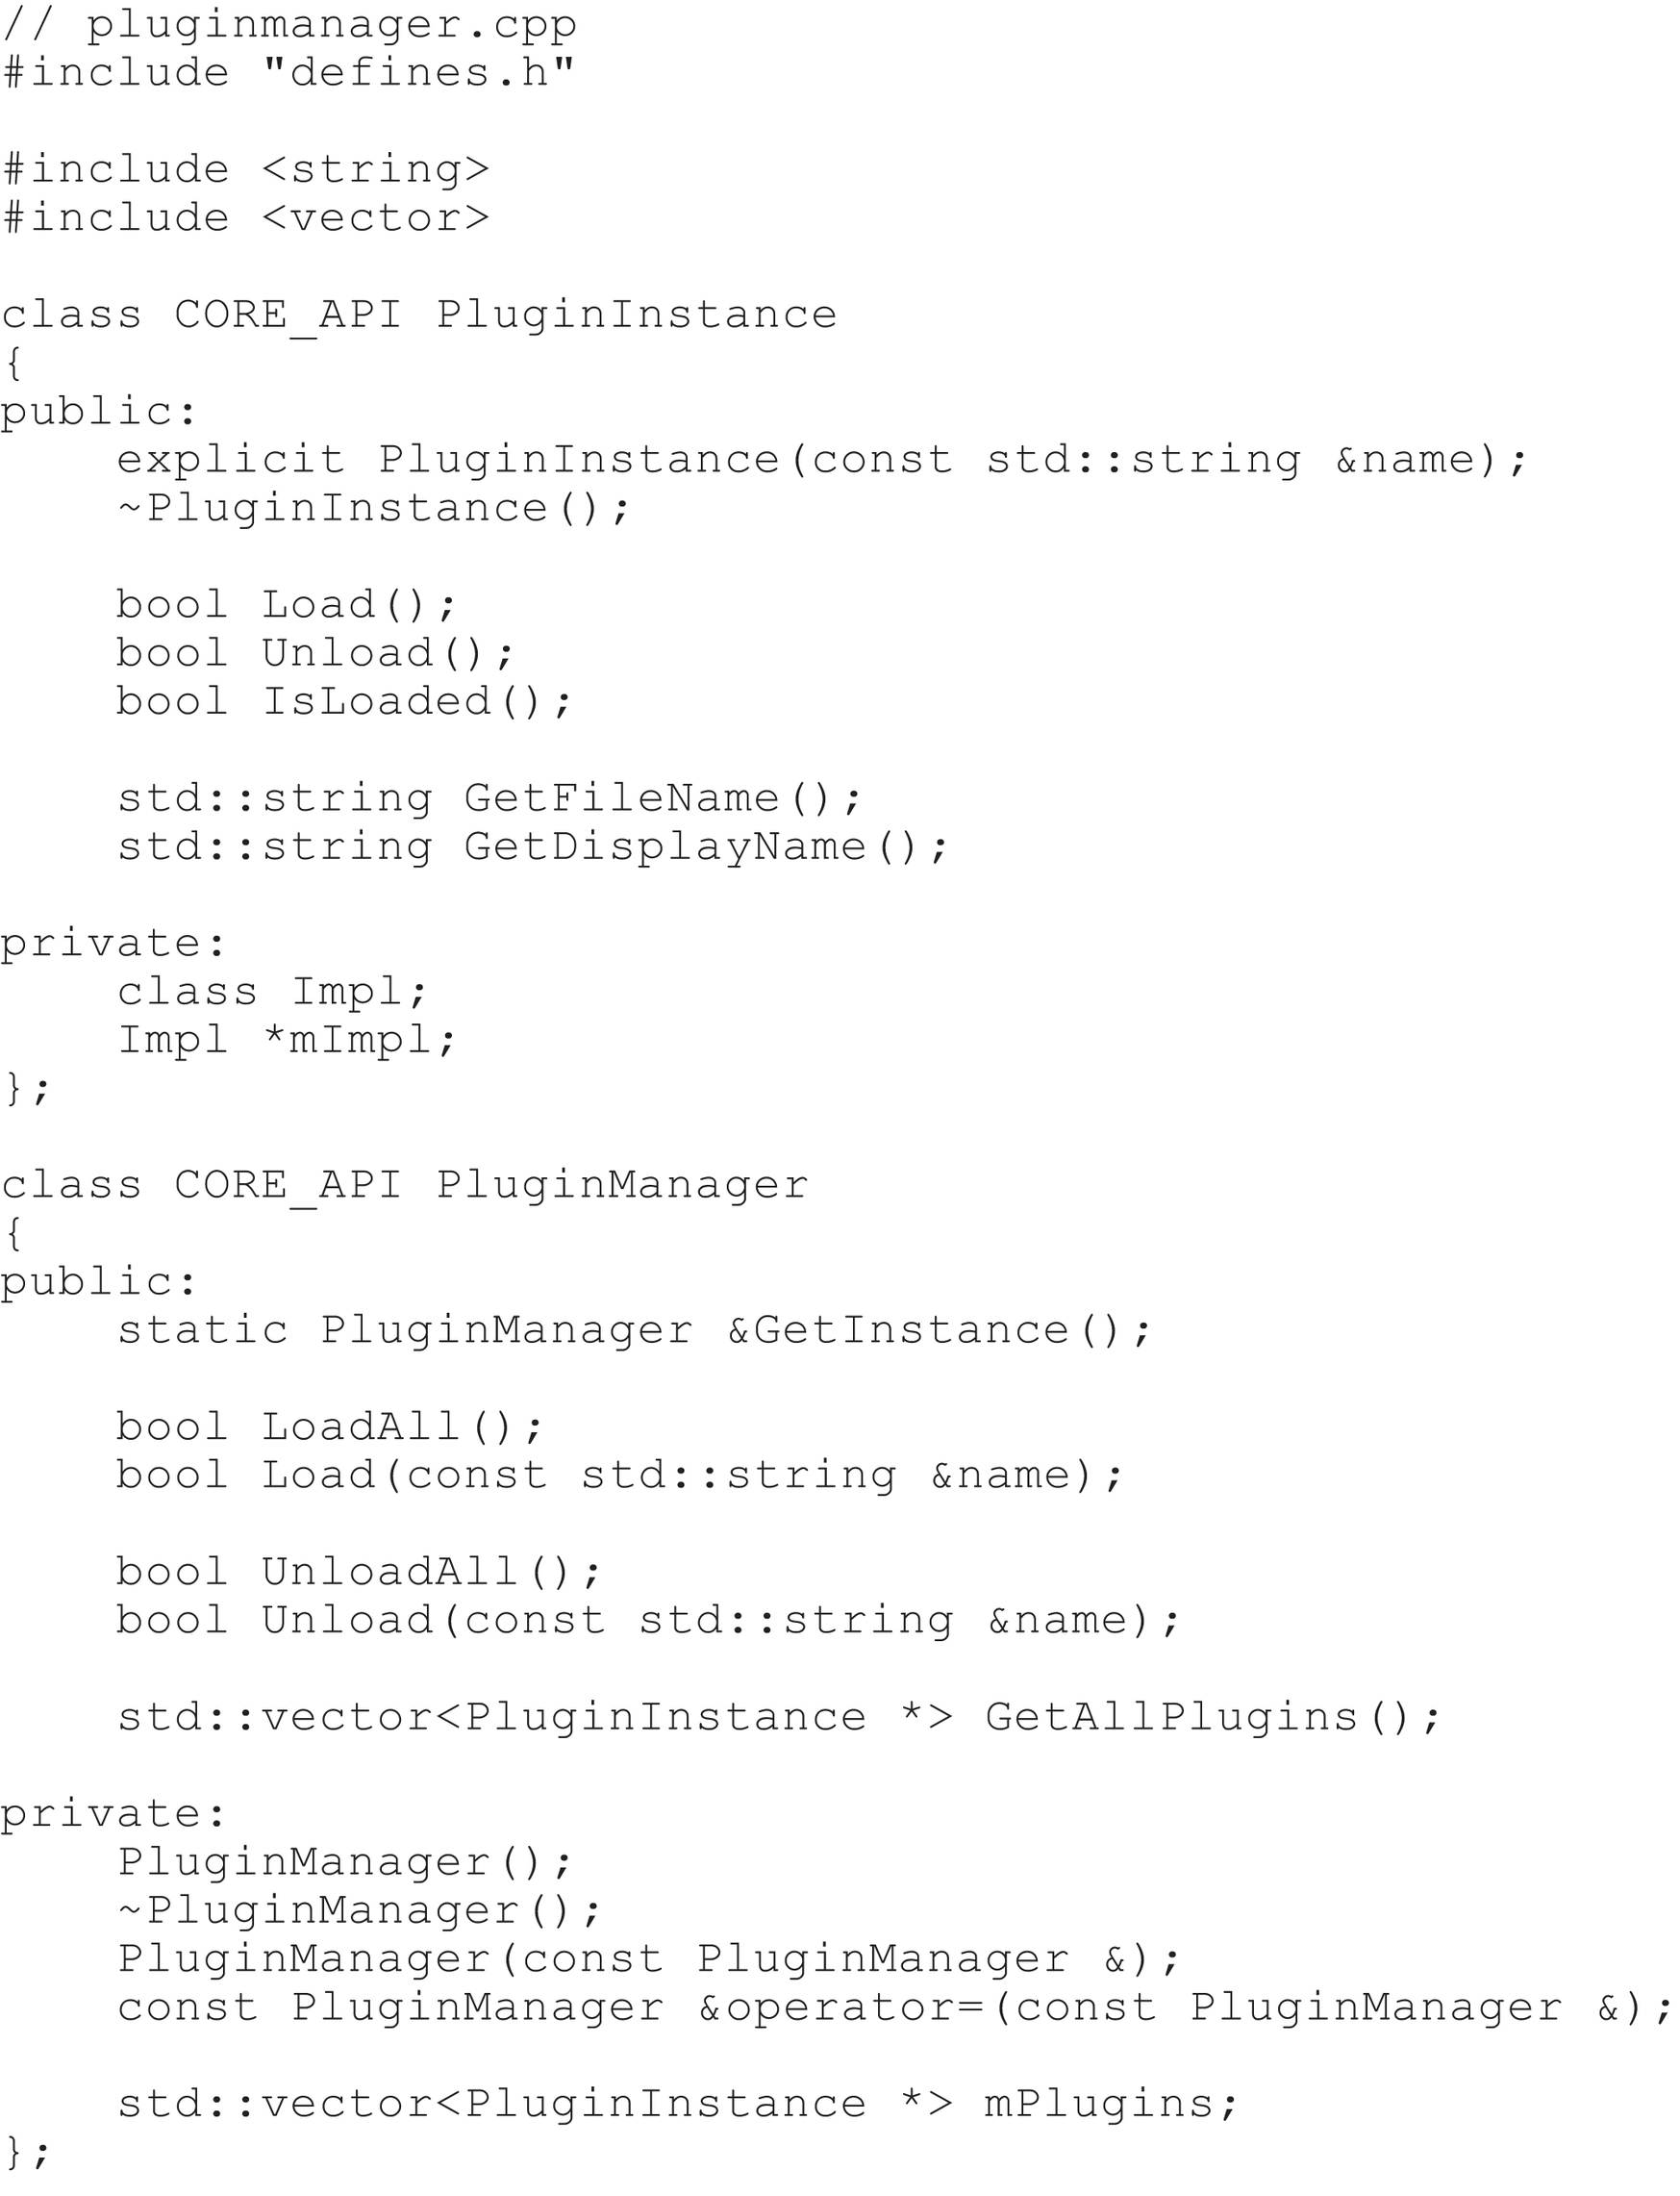 // pluginmanager.cpp
#include "defines.h"

#include <string>
#include <vector>

class CORE_API PluginInstance
{
public:
    explicit PluginInstance(const std::string &name);
    ~PluginInstance();

    bool Load();
    bool Unload();
    bool IsLoaded();

    std::string GetFileName();
    std::string GetDisplayName();

private:
    class Impl;
    Impl *mImpl;
};

class CORE_API PluginManager
{
public:
    static PluginManager &GetInstance();

    bool LoadAll();
    bool Load(const std::string &name);

    bool UnloadAll();
    bool Unload(const std::string &name);

    std::vector<PluginInstance *> GetAllPlugins();

private:
    PluginManager();
    ~PluginManager();
    PluginManager(const PluginManager &);
    const PluginManager &operator=(const PluginManager &);

    std::vector<PluginInstance *> mPlugins;
};